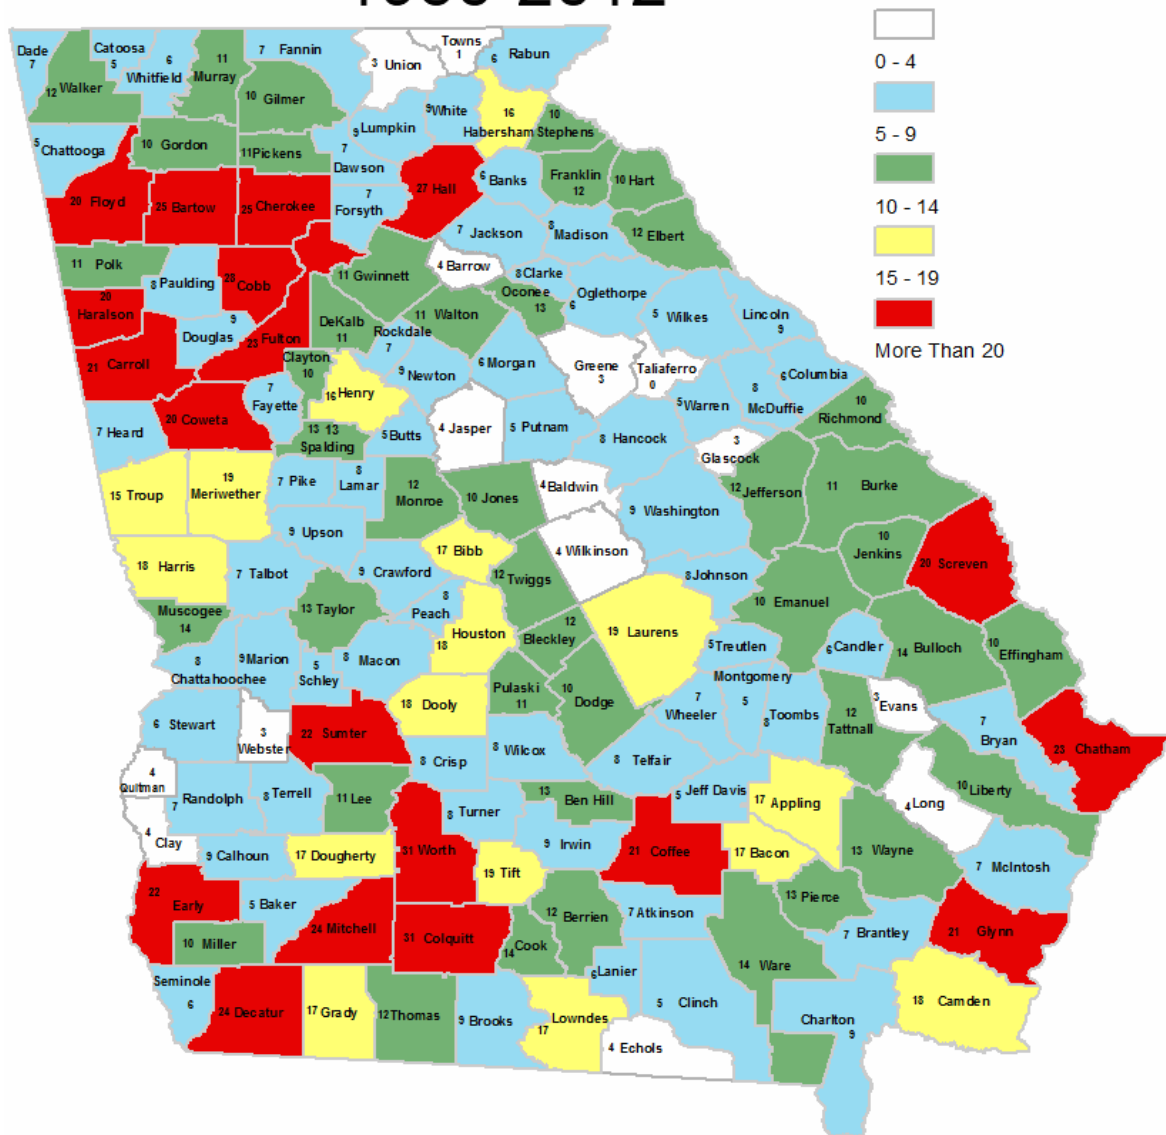 0 - 4
5 - 9
10 - 14
15 - 19
More Than 20
Dade
7
Catoosa
5
6
Whitfield
11
Murray
7 Fannin
3 Union
Towns
1
6 Rabun
12 Walker
10 Gilmer
9 White
16
Habersham
10
Stephens
5 Chattooga
10 Gordon
11 Pickens
9 Lumpkin
7
Dawson
27 Hall
6 Banks
Franklin
12
10 Hart
20 Floyd
25 Bartow
25 Cherokee
7
Forsyth
7 Jackson
8 Madison
12 Elbert
11 Polk
8 Paulding
28 Cobb
11 Gwinnett
4 Barrow
8 Clarke
Oconee
13
Oglethorpe
6
5 Wilkes
Lincoln
9
20
Haralson
9
Douglas
23 Fulton
DeKalb
11
Rockdale
7
11 Walton
21 Carroll
Clayton
10
16 Henry
9 Newton
6 Morgan
Greene
3
Taliaferro
0
8
McDuffie
6 Columbia
7 Heard
20 Coweta
7
Fayette
13 13
Spalding
5 Butts
4 Jasper
5 Putnam
8 Hancock
5 Warren
3
Glascock
10
Richmond
15 Troup
19
Meriwether
7 Pike
8
Lamar
12
Monroe
10 Jones
4 Baldwin
9 Washington
12 Jefferson
11 Burke
9 Upson
17 Bibb
4 Wilkinson
10
Jenkins
20 Screven
18 Harris
7 Talbot
9 Crawford
12 Twiggs
8 Johnson
10 Emanuel
Muscogee
14
13 Taylor
8
Peach
18 Houston
12
Bleckley
19 Laurens
5 Treutlen
6 Candler
14 Bulloch
10
Effingham
8
Chattahoochee
9 Marion
5
Schley
8 Macon
Pulaski
11
10
Dodge
7
Wheeler
Montgomery
5
8 Toombs
12
Tattnall
3
Evans
7
Bryan
23 Chatham
6 Stewart
3
Webster
22 Sumter
18 Dooly
8 Wilcox
8 Telfair
4
Quitman
7 Randolph
8 Terrell
11 Lee
8 Crisp
13
Ben Hill
5 Jeff Davis
17 Appling
4 Long
10 Liberty
4
Clay
9 Calhoun
17 Dougherty
31 Worth
8 Turner
9 Irwin
21 Coffee
17 Bacon
13 Wayne
7 McIntosh
22
Early
5 Baker
24 Mitchell
19 Tift
12
Berrien
7 Atkinson
13 Pierce
7 Brantley
21 Glynn
10 Miller
31 Colquitt
14 Cook
6 Lanier
14 Ware
Seminole
6
24 Decatur
17 Grady
12 Thomas
9 Brooks
17 Lowndes
5 Clinch
4 Echols
Charlton
9
18 Camden